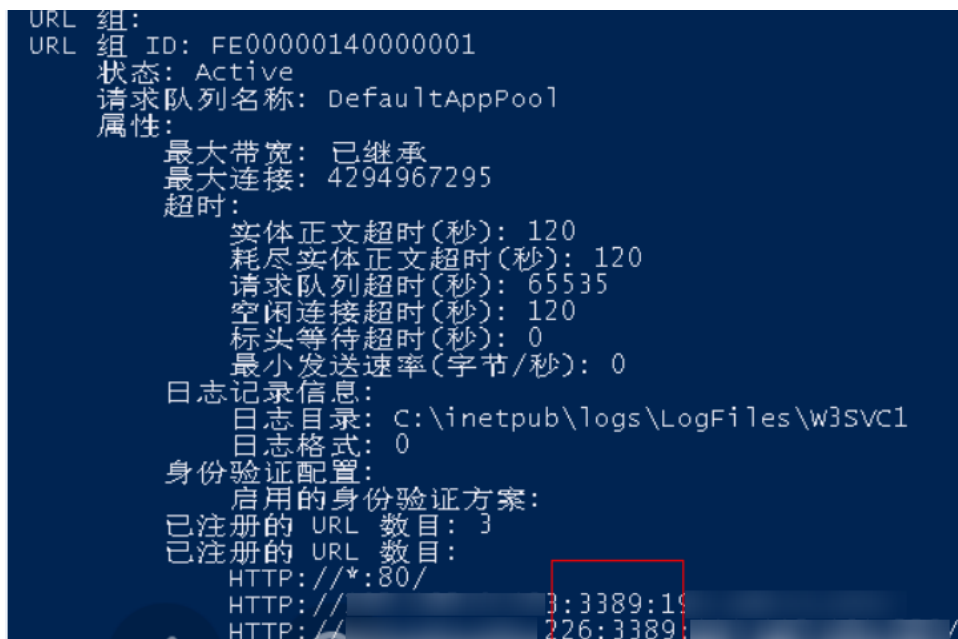 URL 组:
URL 组 ID: FE00000140000001
状态: Active
请求队列名称: DefaultAppPool
属性:
最大带宽: 已继承
最大连接: 4294967295
超时:
实体正文超时(秒): 120
耗尽实体正文超时(秒): 120
请求队列超时(秒): 65535
空闲连接超时(秒): 120
标头等待超时(秒): 0
最小发送速率(字节/秒): 0
日志记录信息:
日志目录: C:\inetpub\logs\LogFiles\W3SVC1
日志格式: 0
身份验证配置:
启用的身份验证方案:
已注册的 URL 数目: 3
已注册的 URL 数目:
HTTP://*:80/
HTTP:// 3:3389:19
HTTP:// 226:3389: /